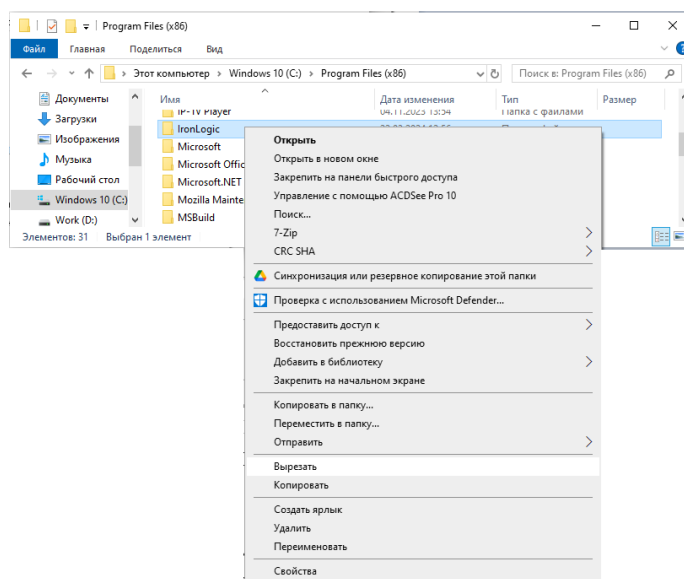 Program Files (x86)
Файл Главная Поделиться Вид
Этот компьютер > Windows 10 (C:) > Program Files (x86) Поиск в: Program Files (x86)
Документы
Загрузки
Изображения
Музыка
Рабочий стол
Windows 10 (C:)
Work (D:)
Имя Дата изменения Тип Размер
IP-TV Player 04.11.2023 13:54 Папка с файлами
IronLogic
Microsoft
Microsoft Offic
Microsoft.NET
Mozilla Mainte
MSBuild
Элементов: 31 Выбран 1 элемент
Открыть
Открыть в новом окне
Закрепить на панели быстрого доступа
Управление с помощью ACDSee Pro 10
Поиск...
7-Zip
CRC SHA
Синхронизация или резервное копирование этой папки
Проверка с использованием Microsoft Defender...
Предоставить доступ к
Восстановить прежнюю версию
Добавить в библиотеку
Закрепить на начальном экране
Копировать в папку...
Переместить в папку...
Отправить
Вырезать
Копировать
Создать ярлык
Удалить
Переименовать
Свойства